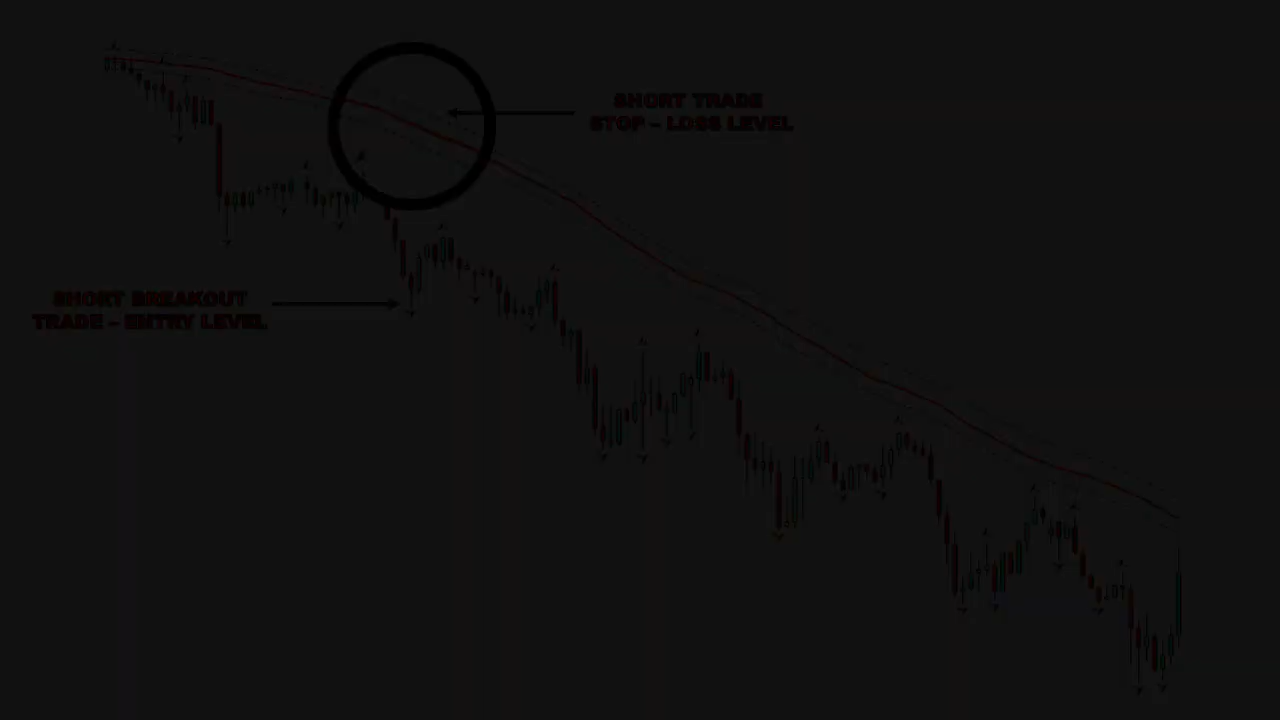 SHORT TRADE
STOP - LOSS LEVEL
SHORT BREAKOUT
TRADE - ENTRY LEVEL